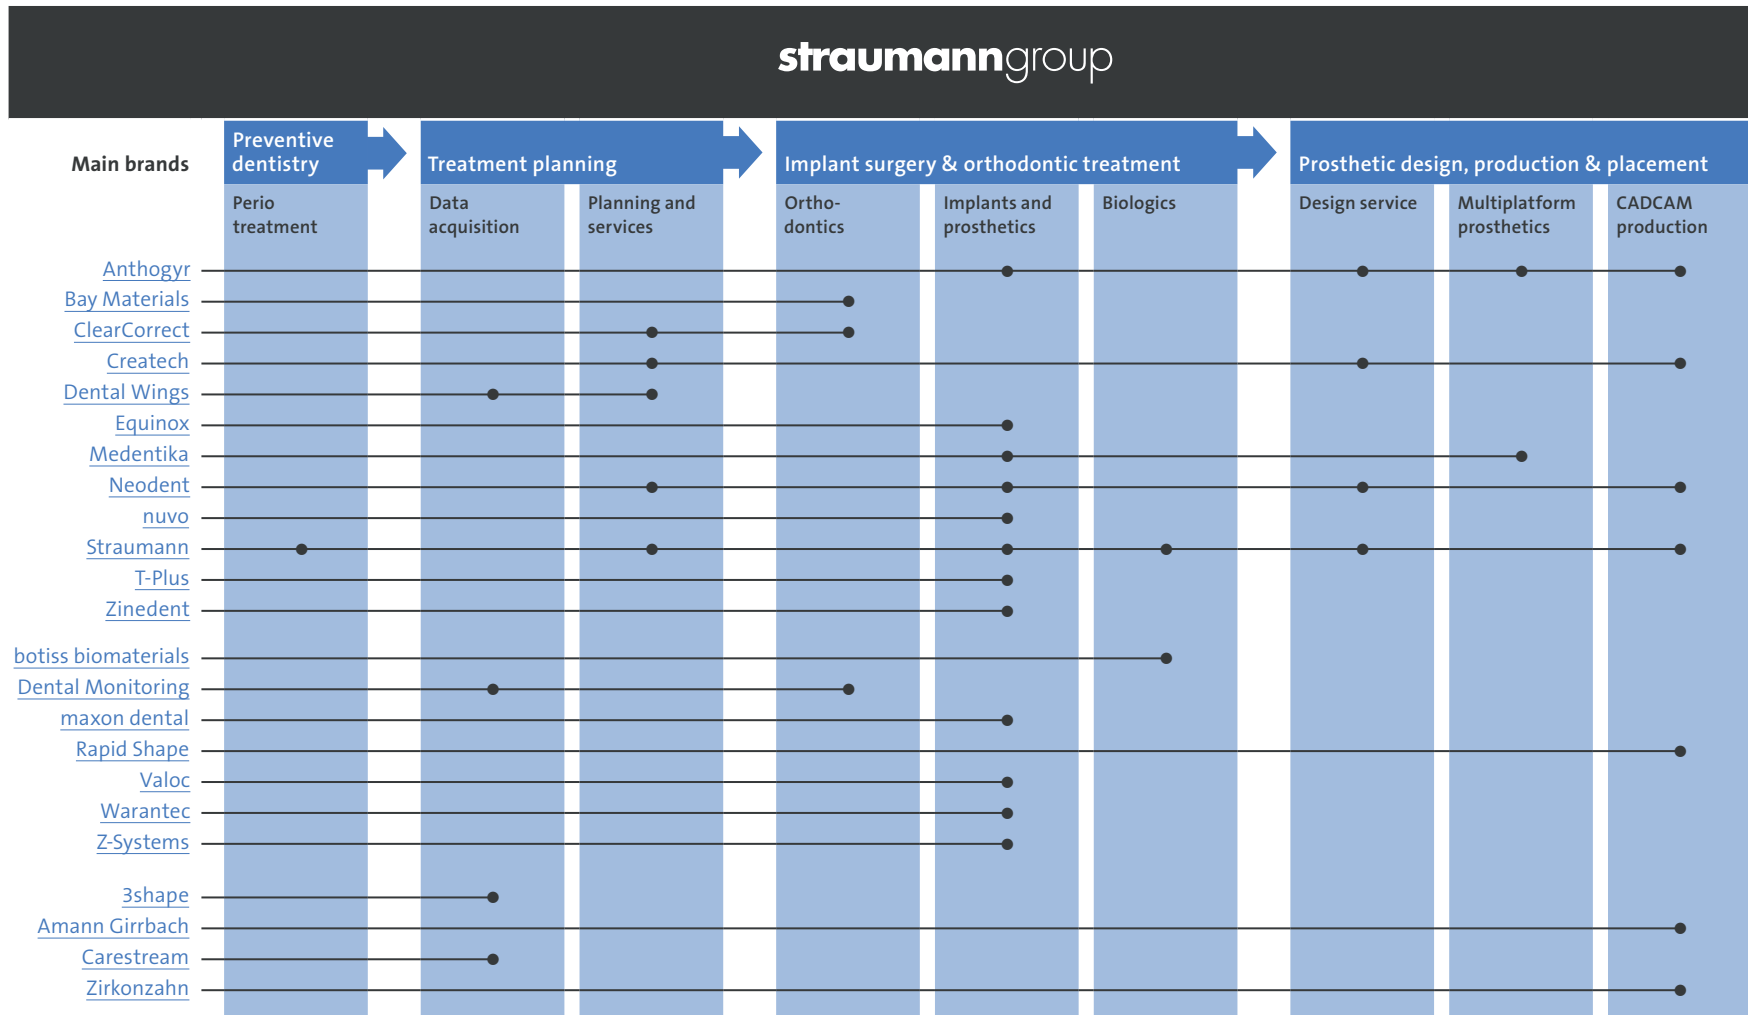 straumanngroup
Main brands
Preventive
dentistry
Treatment planning
Implant surgery & orthodontic treatment
Prosthetic design, production & placement
Perio
treatment
Data
acquisition
Planning and
services
Ortho-
dontics
Implants and
prosthetics
Biologics
Design service
Multiplatform
prosthetics
CADCAM
production
Anthogyr
Bay Materials
ClearCorrect
Createch
Dental Wings
Equinox
Medentika
Neodent
nuvo
Straumann
T-Plus
Zinedent
botiss biomaterials
Dental Monitoring
maxon dental
Rapid Shape
Valoc
Warantec
Z-Systems
3shape
Amann Girrbach
Carestream
Zirkonzahn